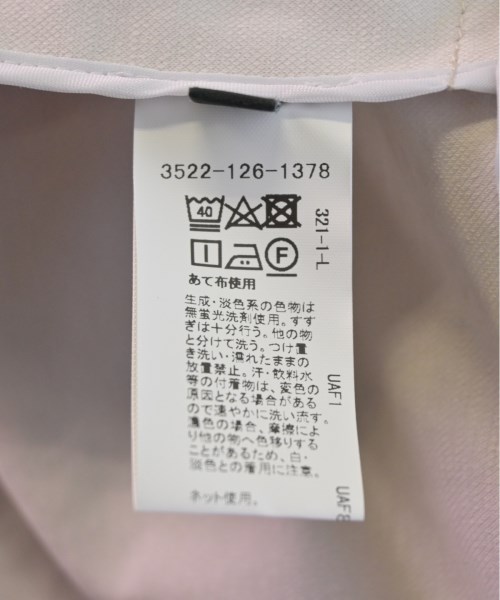 3522-126-1378
40
F
あて布使用
321-1-L
生成・淡色系の色物は
無蛍光洗剤使用。すす
ぎは十分行う。他の物
と分けて洗う。つけ置
き洗い・濡れたままの
放置禁止。汗・飲料水
等の付着物は、変色の
原因となる場合がある
ので速やかに洗い流す。
濃色の場合、摩擦によ
り他の物へ色移りする
ことがあるため、白・
淡色との着用に注意。
ネット使用。
UAF1
UAF8